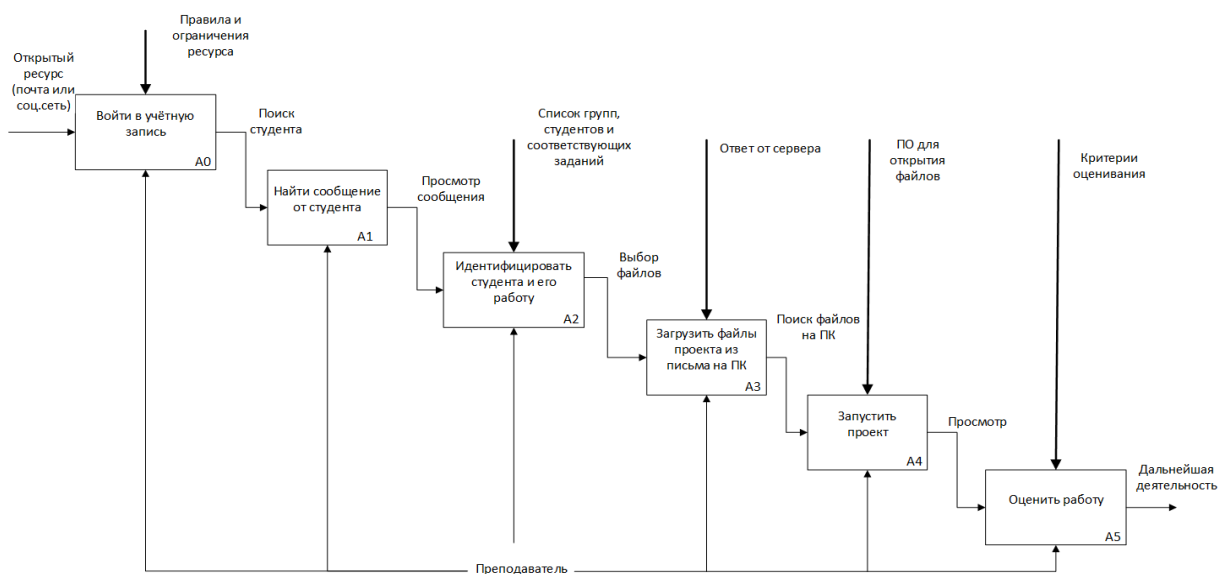 Правила и
ограничения
ресурса
Открытый
ресурс
(почта или
соц.сеть)
Войти в учётную
запись
A0
Поиск
студента
Найти сообщение
от студента
A1
Просмотр
сообщения
Список групп,
студентов и
соответствующих
заданий
Идентифицировать
студента и его
работу
A2
Выбор
файлов
Ответ от сервера
Загрузить файлы
проекта из
письма на ПК
A3
Поиск файлов
на ПК
ПО для
открытия
файлов
Запустить
проект
A4
Просмотр
Критерии
оценивания
Оценить работу
A5
Дальнейшая
деятельность
Преподаватель